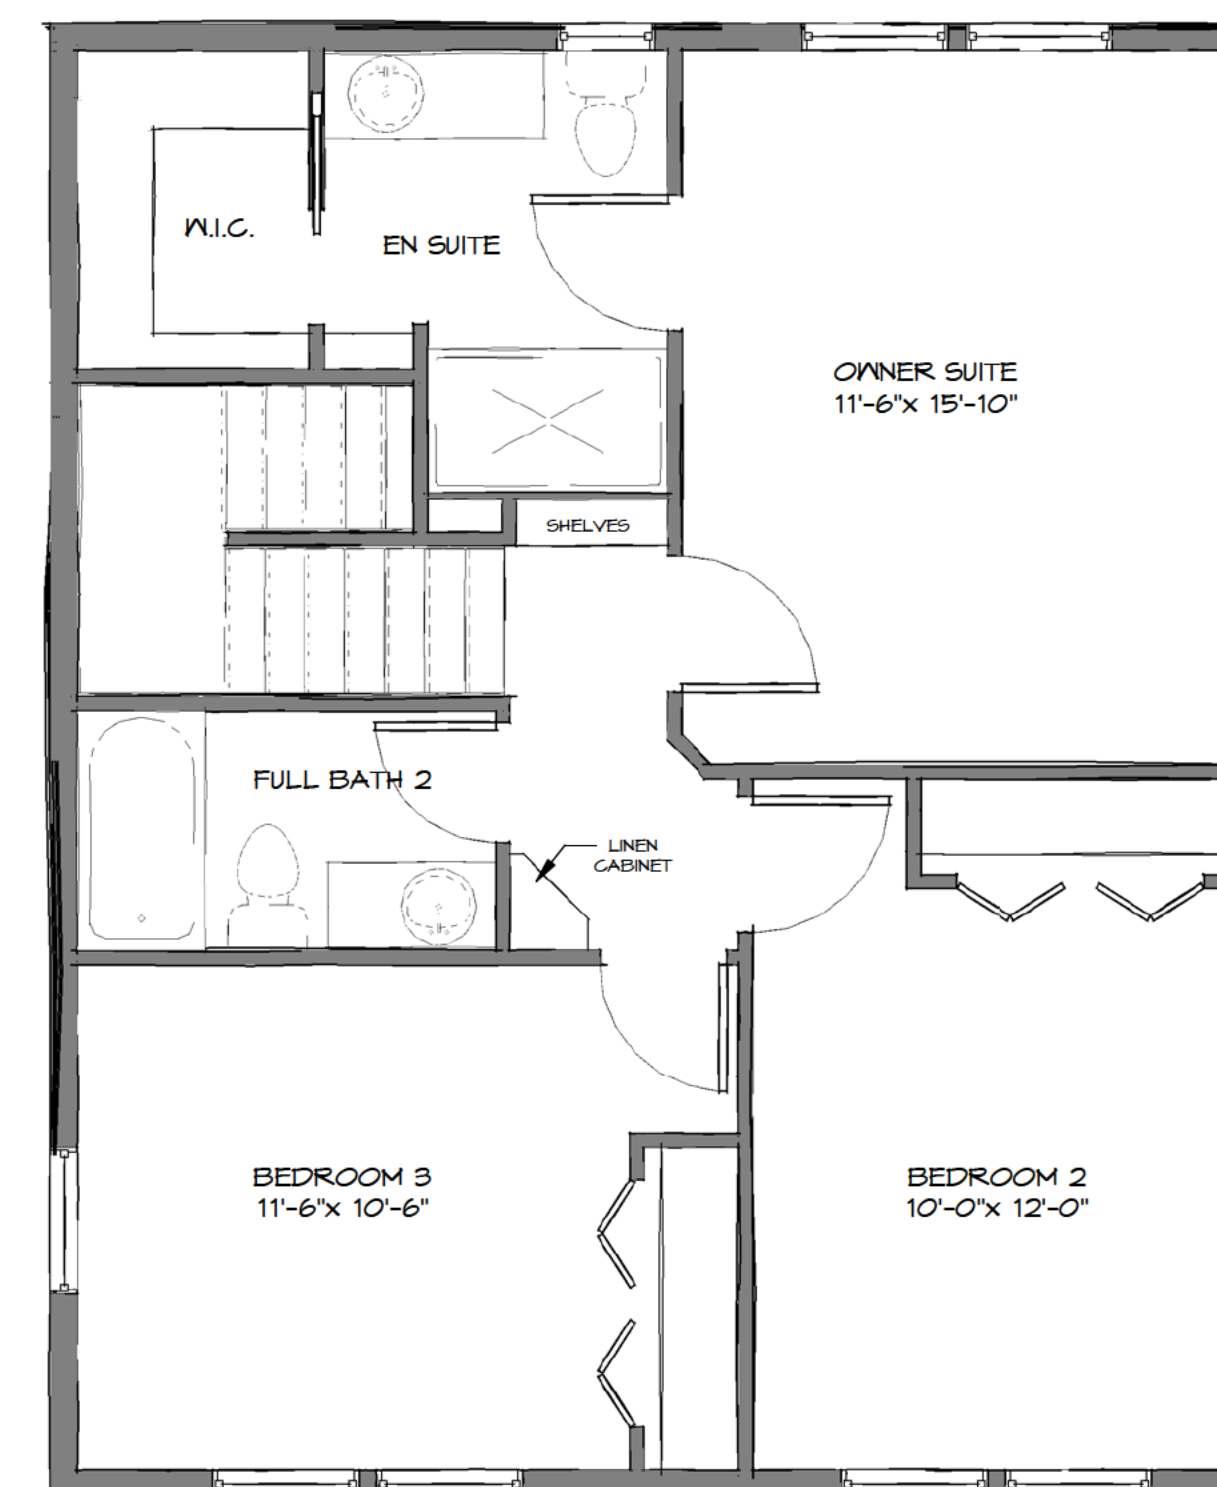 W.I.C.
EN SUITE
OWNER SUITE
11'-6"x 15'-10"
SHELVES
FULL BATH 2
LINEN
CABINET
BEDROOM 3
11'-6"x 10'-6"
BEDROOM 2
10'-0"x 12'-0"